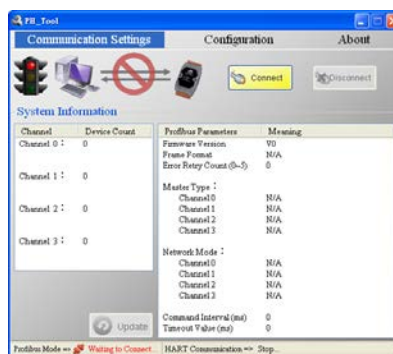 PH_Tool
Communication Settings Configuration About
Connect Disconnect
System Information
Channel Device Count
Channel 0 : 0
Channel 1 : 0
Channel 2 : 0
Channel 3 : 0
Update
Profibus Parameters Meaning
Firmware Version V0
Frame Format N/A
Error Retry Count (0~5) 0
Master Type :
Channel0 N/A
Channel1 N/A
Channel2 N/A
Channel3 N/A
Network Mode :
Channel0 N/A
Channel1 N/A
Channel2 N/A
Channel3 N/A
Command Interval (ms) 0
Timeout Value (ms) 0
Profibus Mode => Waiting to Connect... HART Communication => Stop...